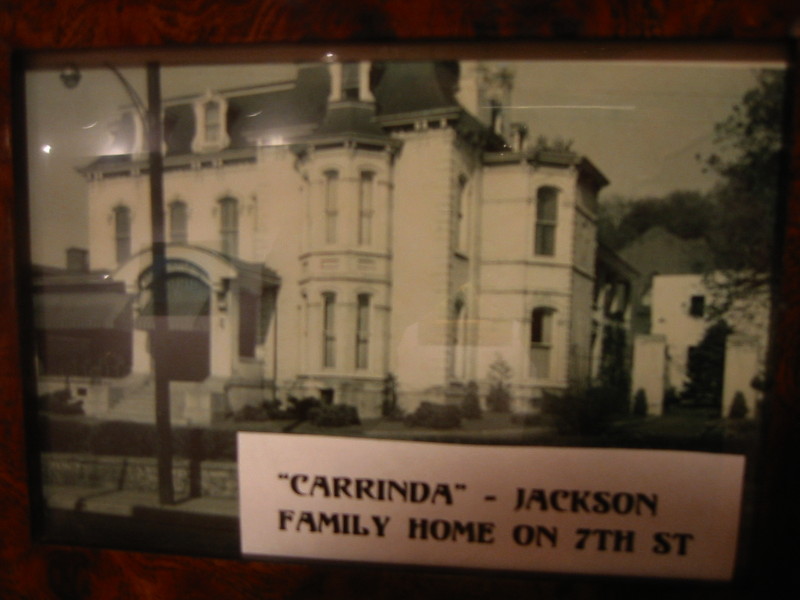 "CARRINDA" - JACKSON
FAMILY HOME ON 7TH ST